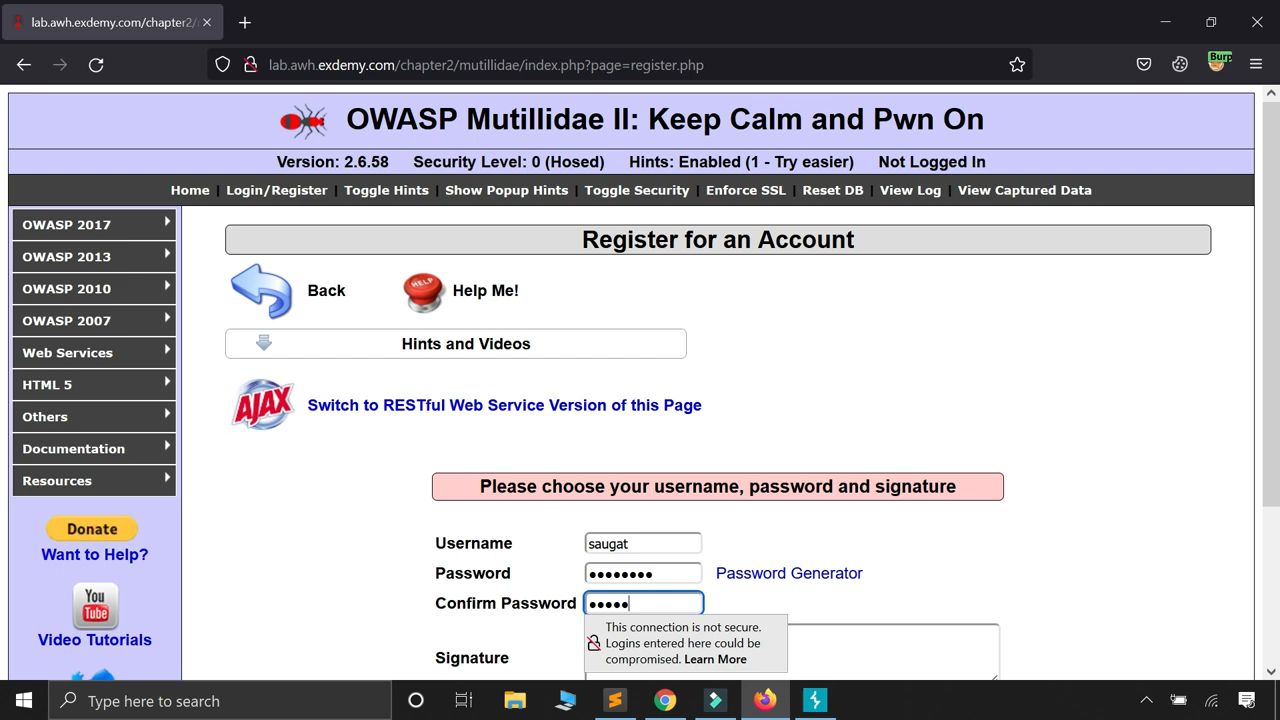 lab.awh.exdemy.com/chapter2/
lab.awh.exdemy.com/chapter2/mutillidae/index.php?page=register.php
Burp
OWASP Mutillidae II: Keep Calm and Pwn On
Version: 2.6.58 Security Level: 0 (Hosed) Hints: Enabled (1 - Try easier) Not Logged In
Home | Login/Register | Toggle Hints | Show Popup Hints | Toggle Security | Enforce SSL | Reset DB | View Log | View Captured Data
OWASP 2017
OWASP 2013
OWASP 2010
OWASP 2007
Web Services
HTML 5
Others
Documentation
Resources
Donate
Want to Help?
You
Tube
Video Tutorials
Register for an Account
Back
HELP
Help Me!
Hints and Videos
AJAX
Switch to RESTful Web Service Version of this Page
Please choose your username, password and signature
Username saugat
Password •••••••• Password Generator
Confirm Password •••••
This connection is not secure.
Logins entered here could be
compromised. Learn More
Signature
Type here to search